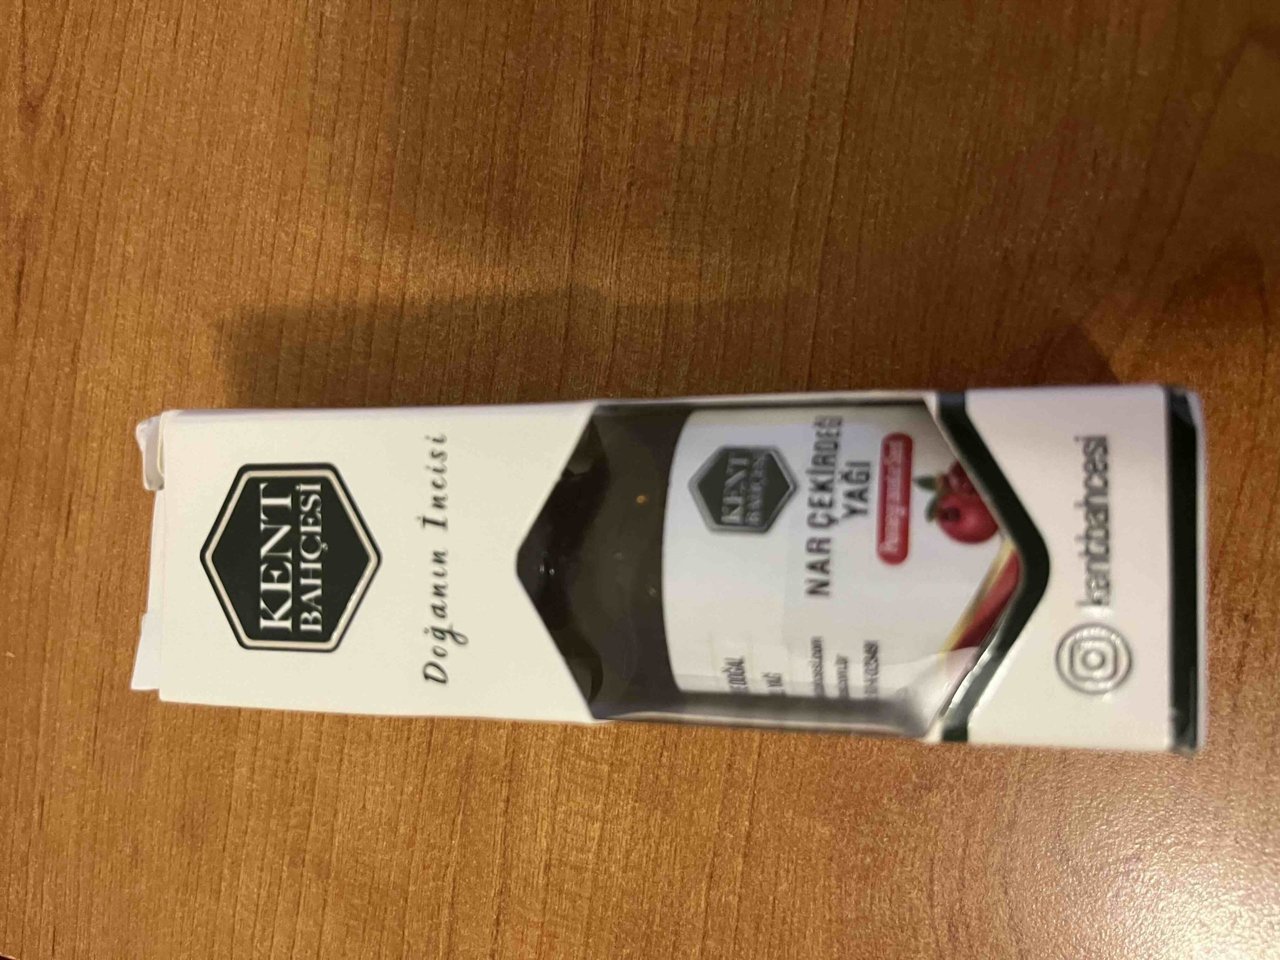 KENT
BAHÇESİ
Doğanın İncisi
KENT
BAHÇESİ
NAR ÇEKİRDEĞİ
YAĞI
kentbahcesi